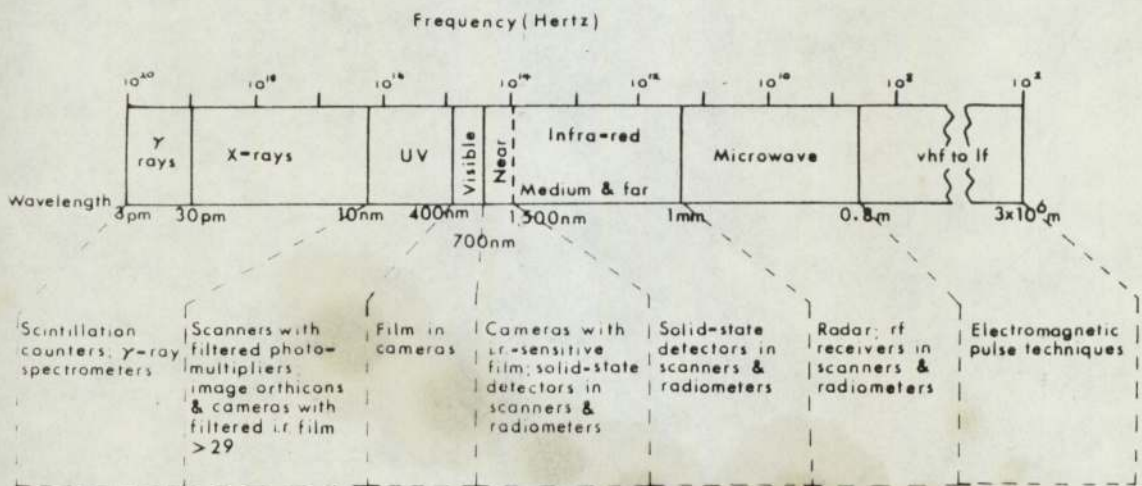 Frequency (Hertz)
10²⁰ 10¹⁸ 10¹⁶ 10¹⁴ 10¹² 10¹⁰ 10⁸ 10²
γ rays
X-rays
UV
Visible
Near
Infra-red
Medium & far
Microwave
vhf to lf
Wavelength
3pm 30pm 10nm 400nm 700nm 1,500nm 1mm 0.8m 3x10⁶m
Scintillation
counters; γ-ray
spectrometers
Scanners with
filtered photo-
multipliers
image orthicons
& cameras with
filtered i.r. film
>29
Film in
cameras
Cameras with
i.r.-sensitive
film; solid-state
detectors in
scanners &
radiometers
Solid-state
detectors in
scanners &
radiometers
Radar; rf
receivers in
scanners &
radiometers
Electromagnetic
pulse techniques